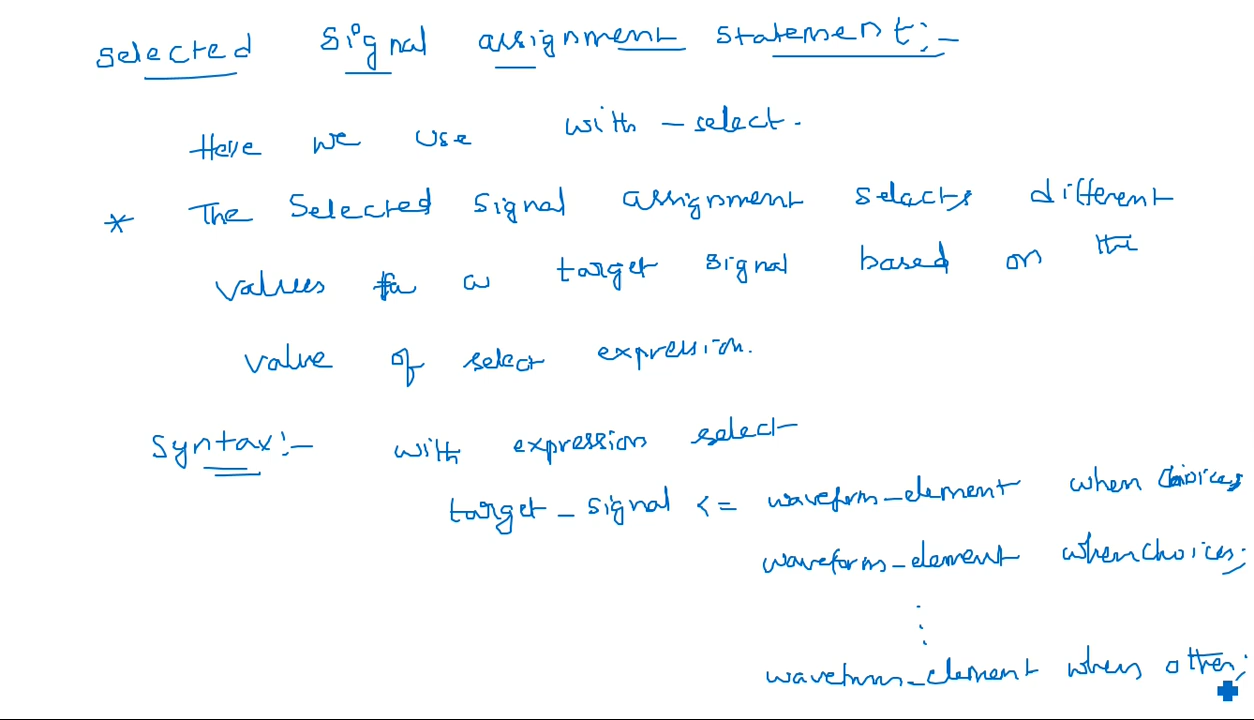 Selected Signal assignment statement:-
Here we use with - select.
* The Selected signal assignment selects different
values for a target signal based on the
value of select expression.
Syntax:- with expression select
target_signal <= waveform_element when choices
waveform_element when choices;
⋮
waveform_element when other;